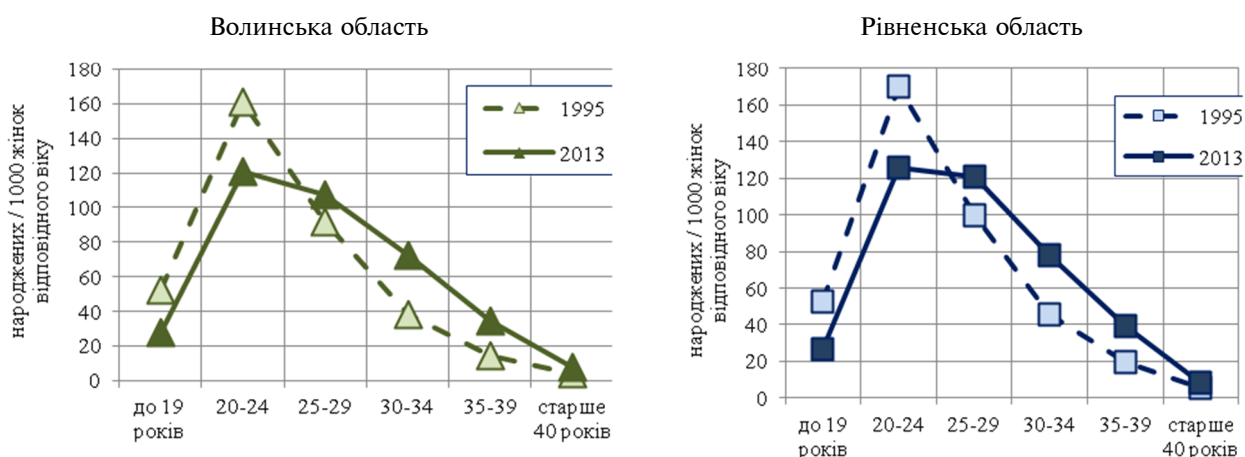 Волинська область
народжених / 1000 жінок
відповідного віку
180
160
140
120
100
80
60
40
20
0
1995
2013
до 19
років
20-24
25-29
30-34
35-39
старше
40 років
Рівненська область
народжених / 1000 жінок
відповідного віку
180
160
140
120
100
80
60
40
20
0
1995
2013
до 19
років
20-24
25-29
30-34
35-39
старше
40 років